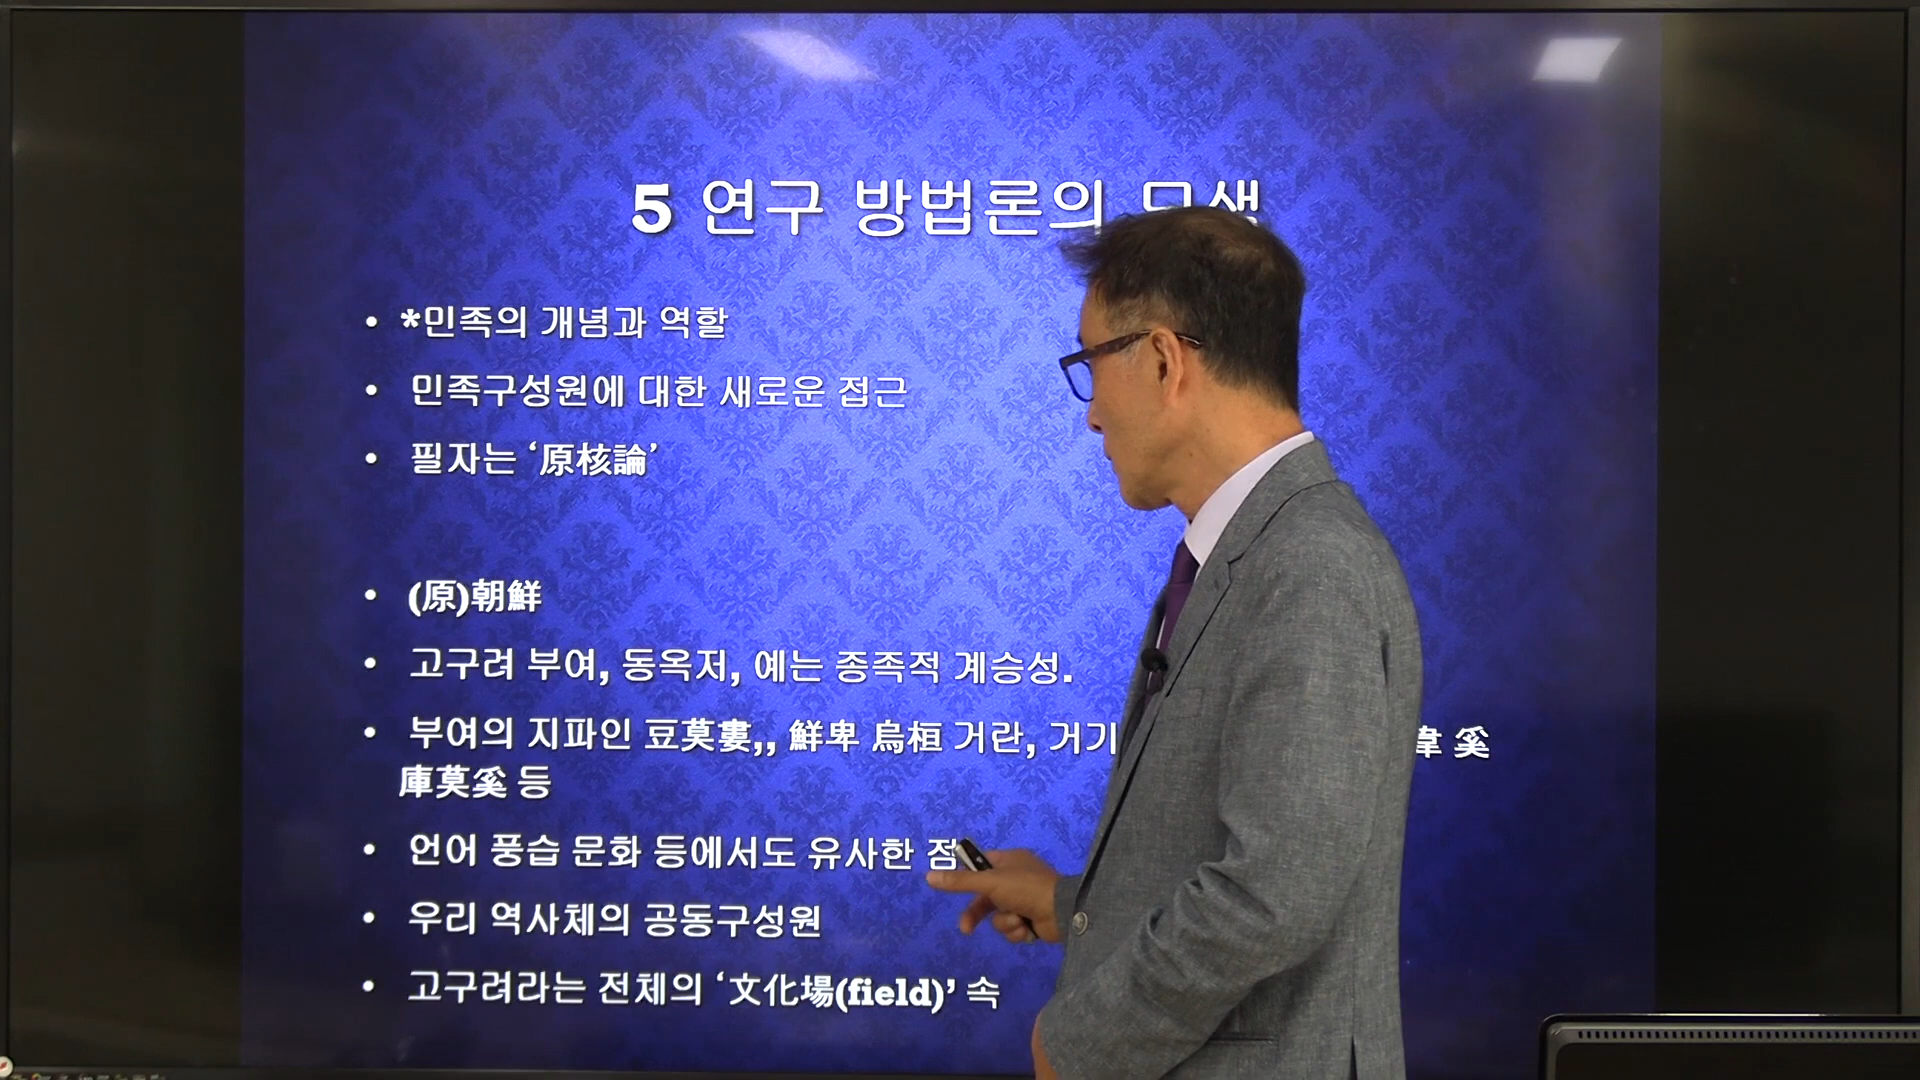 5 연구 방법론의 모색
• *민족의 개념과 역할
• 민족구성원에 대한 새로운 접근
• 필자는 ‘原核論’
• (原)朝鮮
• 고구려 부여, 동옥저, 예는 종족적 계승성.
• 부여의 지파인 豆莫婁,, 鮮卑 烏桓 거란, 거기 韋 奚
庫莫奚 등
• 언어 풍습 문화 등에서도 유사한 점
• 우리 역사체의 공동구성원
• 고구려라는 전체의 ‘文化場(field)’ 속